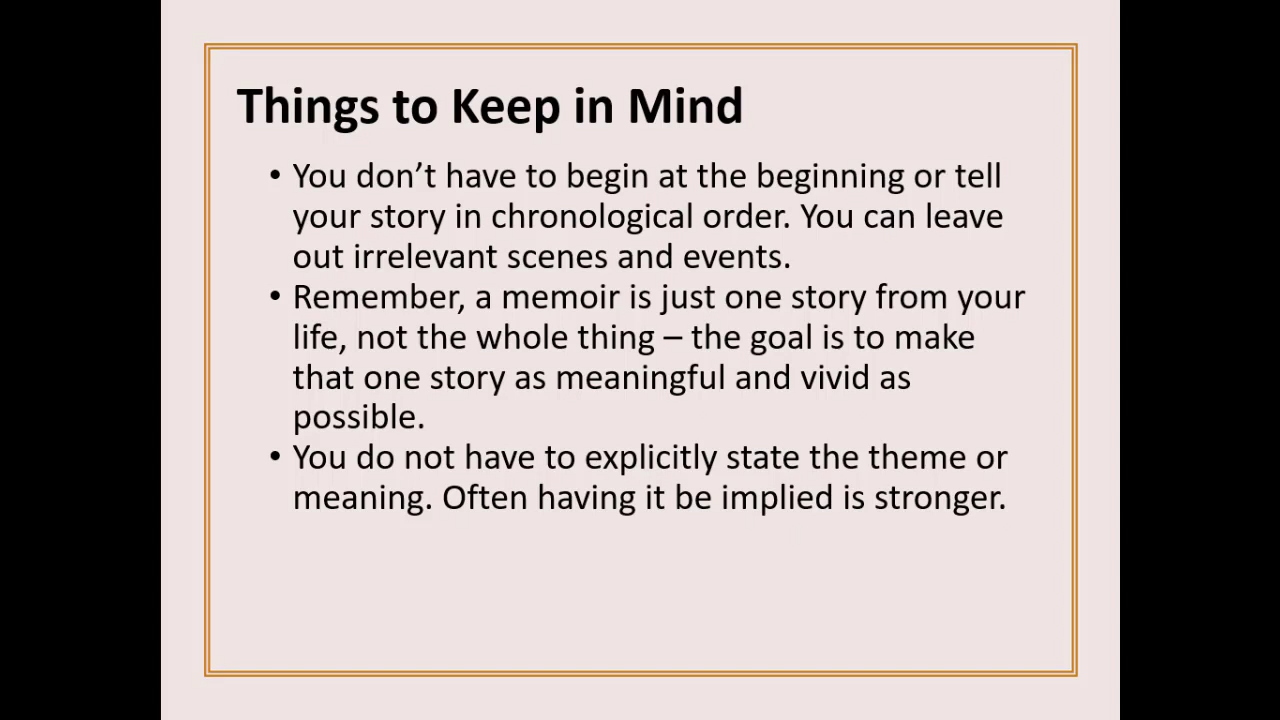 Things to Keep in Mind
• You don’t have to begin at the beginning or tell
your story in chronological order. You can leave
out irrelevant scenes and events.
• Remember, a memoir is just one story from your
life, not the whole thing – the goal is to make
that one story as meaningful and vivid as
possible.
• You do not have to explicitly state the theme or
meaning. Often having it be implied is stronger.